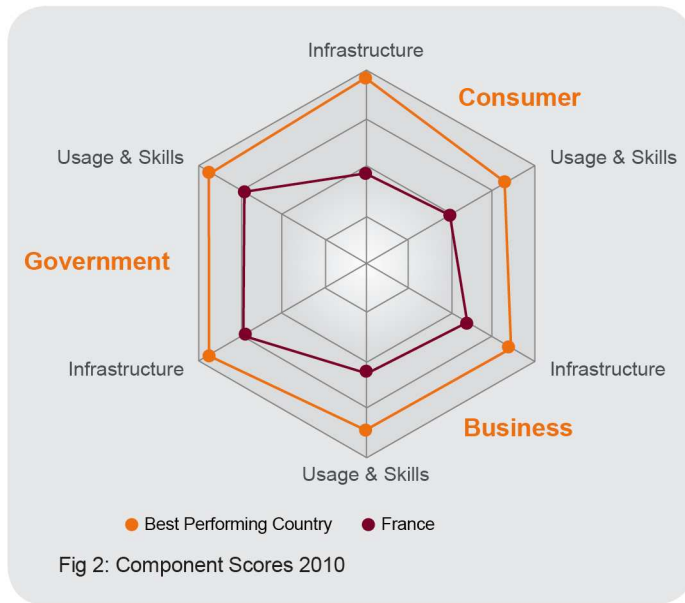 Infrastructure
Consumer
Usage & Skills
Usage & Skills
Government
Infrastructure
Infrastructure
Business
Usage & Skills
Best Performing Country
France
Fig 2: Component Scores 2010